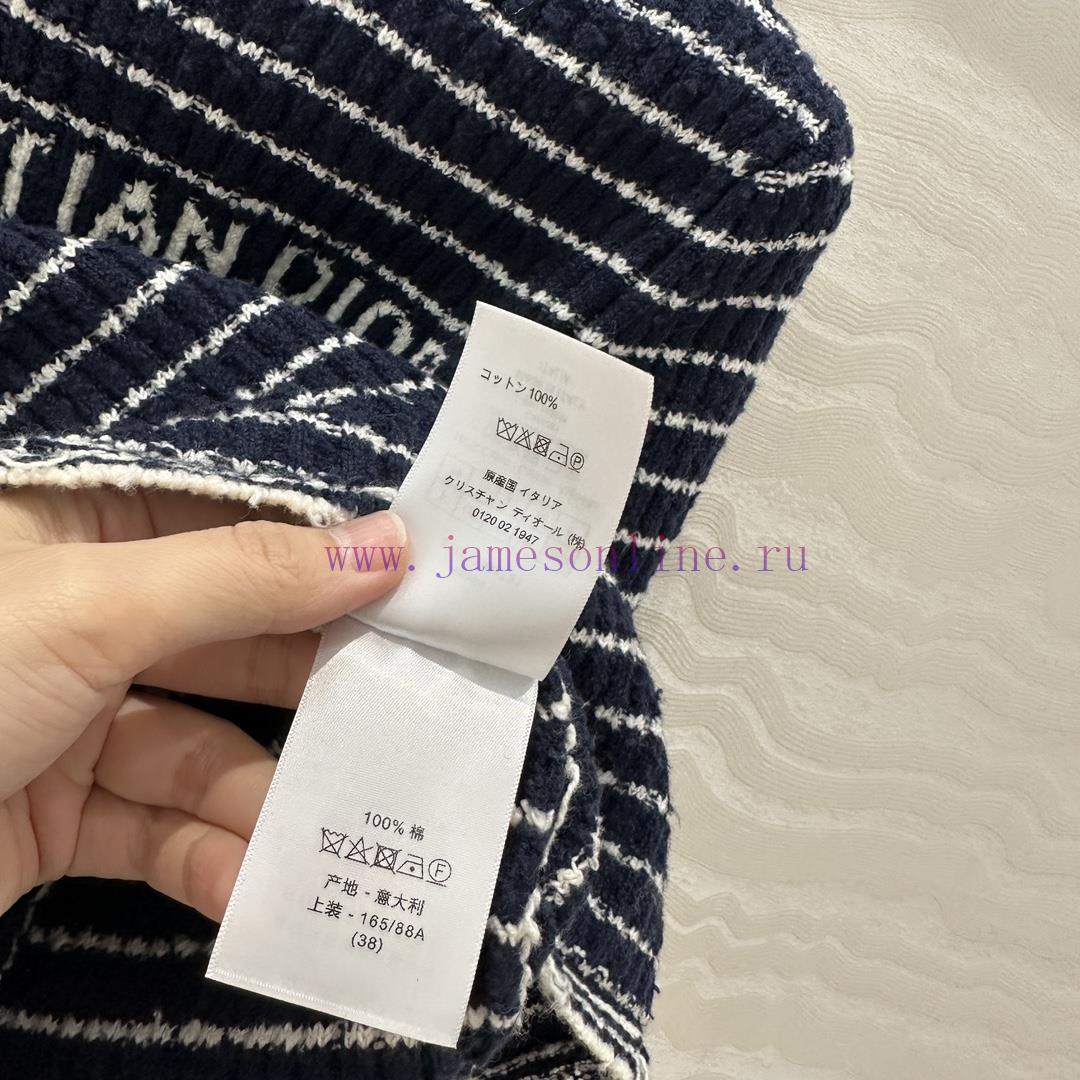 TIAN DIOR
コットン100%
P
原産国 イタリア
クリスチャン ディオール (株)
0120 02 1947
www.jamesonline.ru
100% 棉
F
产地 - 意大利
上装 - 165/88A
(38)